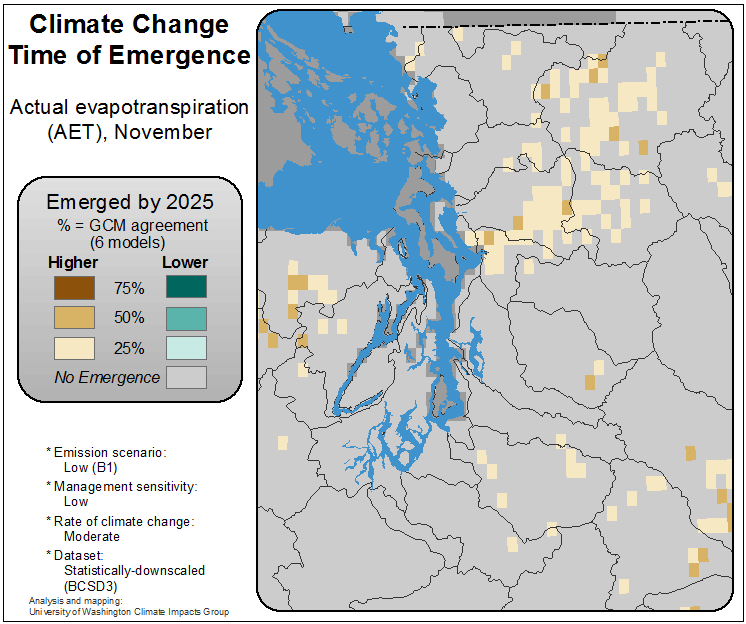 Climate Change
Time of Emergence
Actual evapotranspiration
(AET), November
Emerged by 2025
% = GCM agreement
(6 models)
Higher Lower
75%
50%
25%
No Emergence
* Emission scenario:
Low (B1)
* Management sensitivity:
Low
* Rate of climate change:
Moderate
* Dataset:
Statistically-downscaled
(BCSD3)
Analysis and mapping:
University of Washington Climate Impacts Group